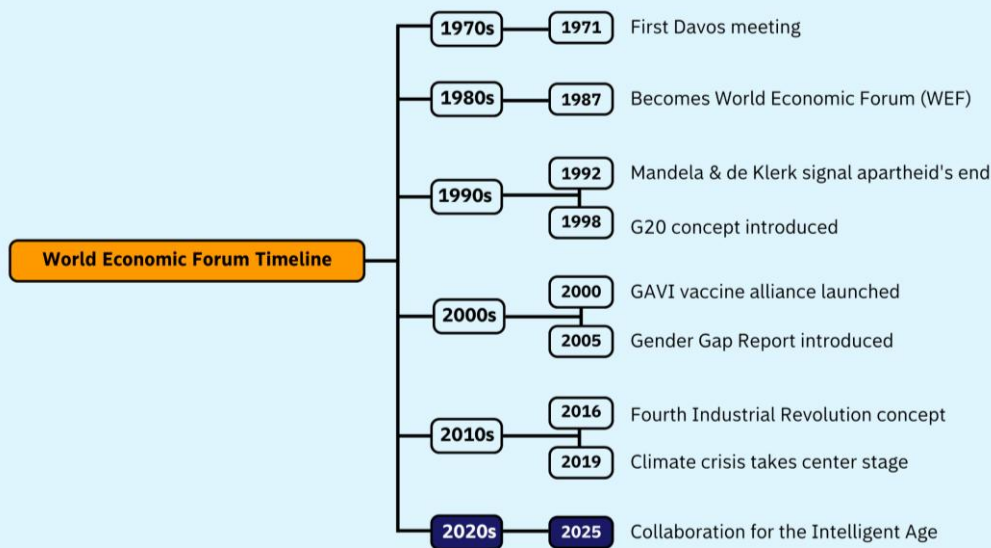 World Economic Forum Timeline
1970s
1971
First Davos meeting
1980s
1987
Becomes World Economic Forum (WEF)
1990s
1992
Mandela & de Klerk signal apartheid's end
1998
G20 concept introduced
2000s
2000
GAVI vaccine alliance launched
2005
Gender Gap Report introduced
2010s
2016
Fourth Industrial Revolution concept
2019
Climate crisis takes center stage
2020s
2025
Collaboration for the Intelligent Age